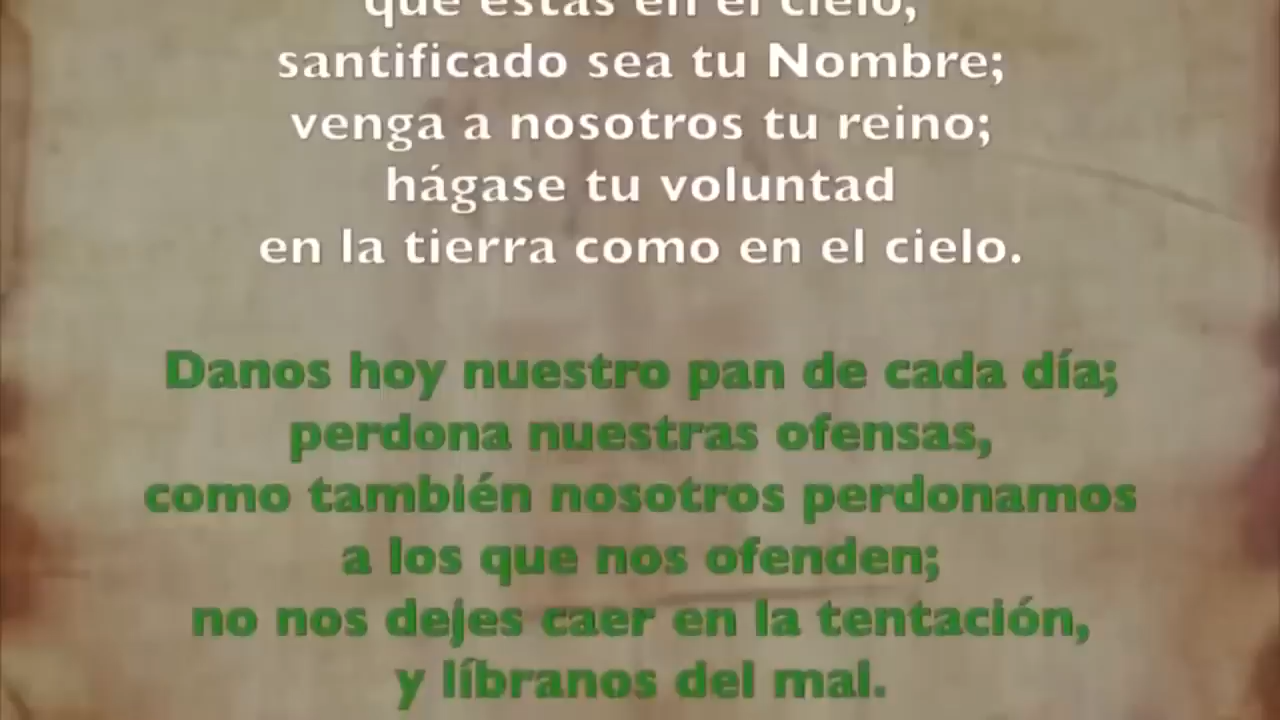 que estás en el cielo,
santificado sea tu Nombre;
venga a nosotros tu reino;
hágase tu voluntad
en la tierra como en el cielo.
Danos hoy nuestro pan de cada día;
perdona nuestras ofensas,
como también nosotros perdonamos
a los que nos ofenden;
no nos dejes caer en la tentación,
y líbranos del mal.